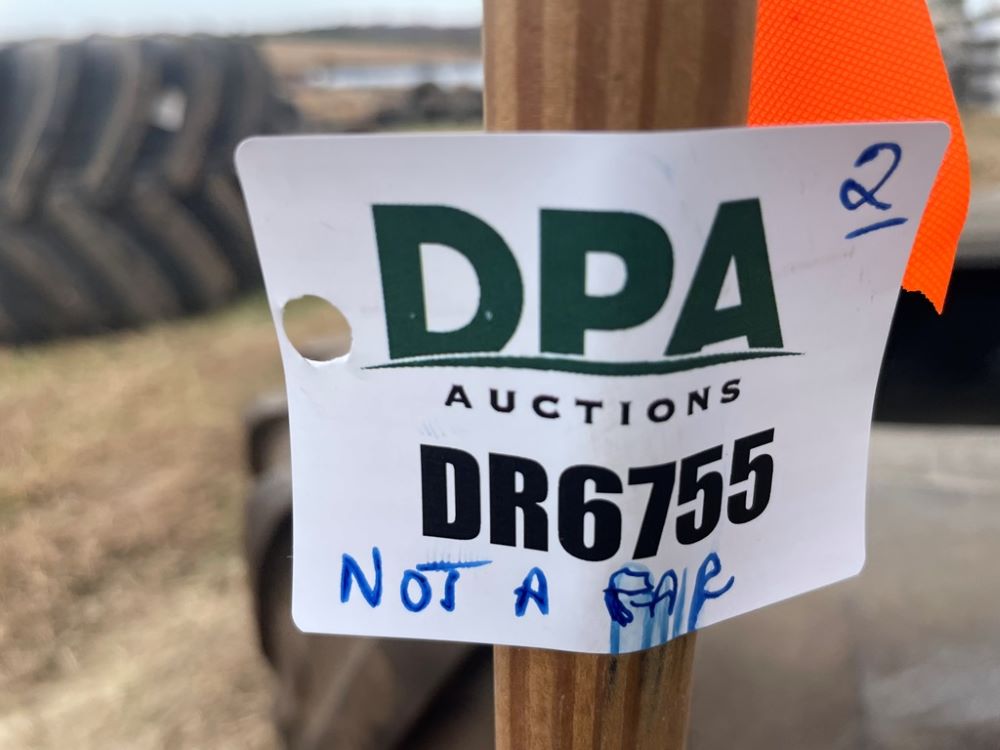 2
DPA
AUCTIONS
DR6755
NOT A PAIR